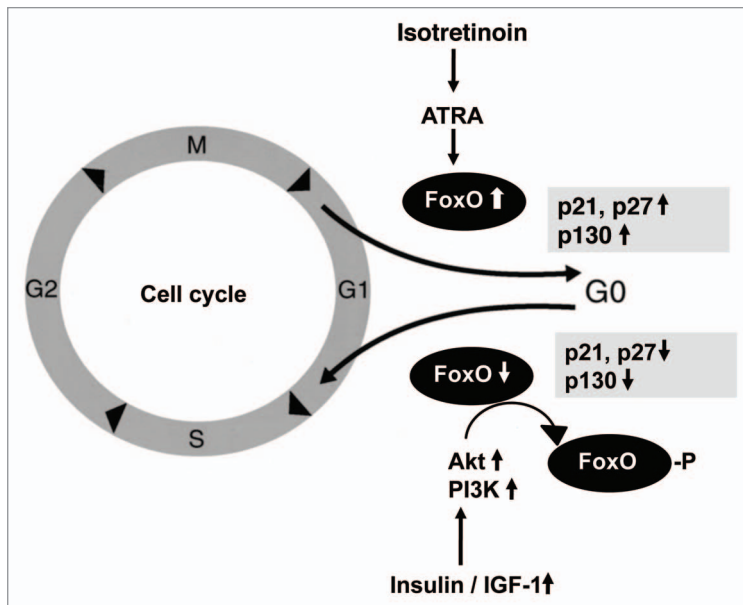 Isotretinoin
ATRA
FoxO ↑
p21, p27 ↑
p130 ↑
M
G2
Cell cycle
G1
G0
S
p21, p27 ↓
p130 ↓
FoxO ↓
Akt ↑
PI3K ↑
FoxO -P
Insulin / IGF-1 ↑